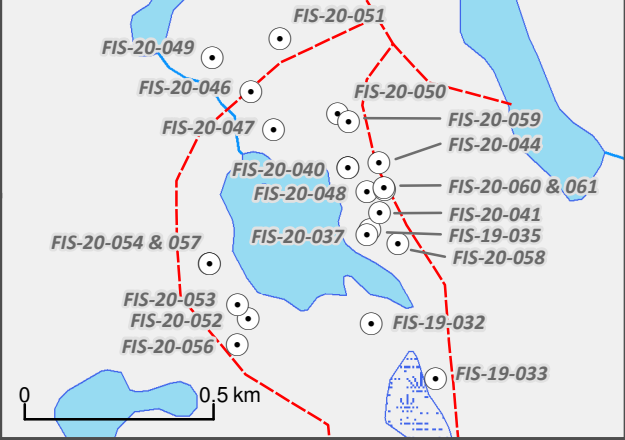 FIS-20-051
FIS-20-049
FIS-20-046
FIS-20-050
FIS-20-059
FIS-20-047
FIS-20-044
FIS-20-040
FIS-20-048
FIS-20-060 & 061
FIS-20-041
FIS-20-037
FIS-19-035
FIS-20-054 & 057
FIS-20-058
FIS-20-053
FIS-20-052
FIS-19-032
FIS-20-056
FIS-19-033
0 0.5 km